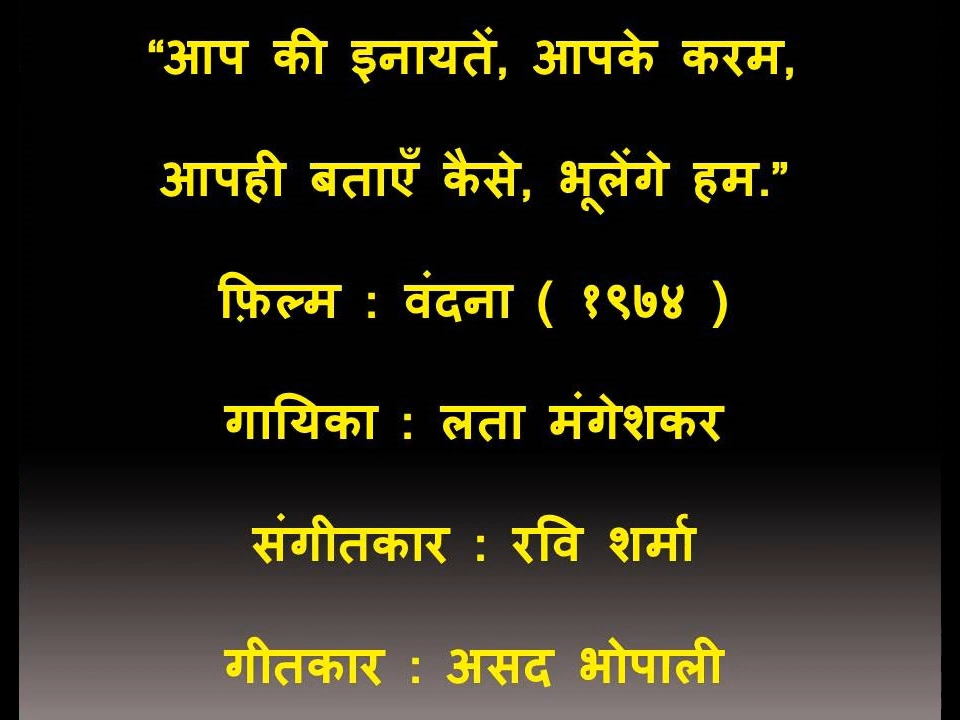 “आप की इनायतें, आपके करम,
आपही बताएँ कैसे, भूलेंगे हम.”
फ़िल्म : वंदना ( १९७४ )
गायिका : लता मंगेशकर
संगीतकार : रवि शर्मा
गीतकार : असद भोपाली